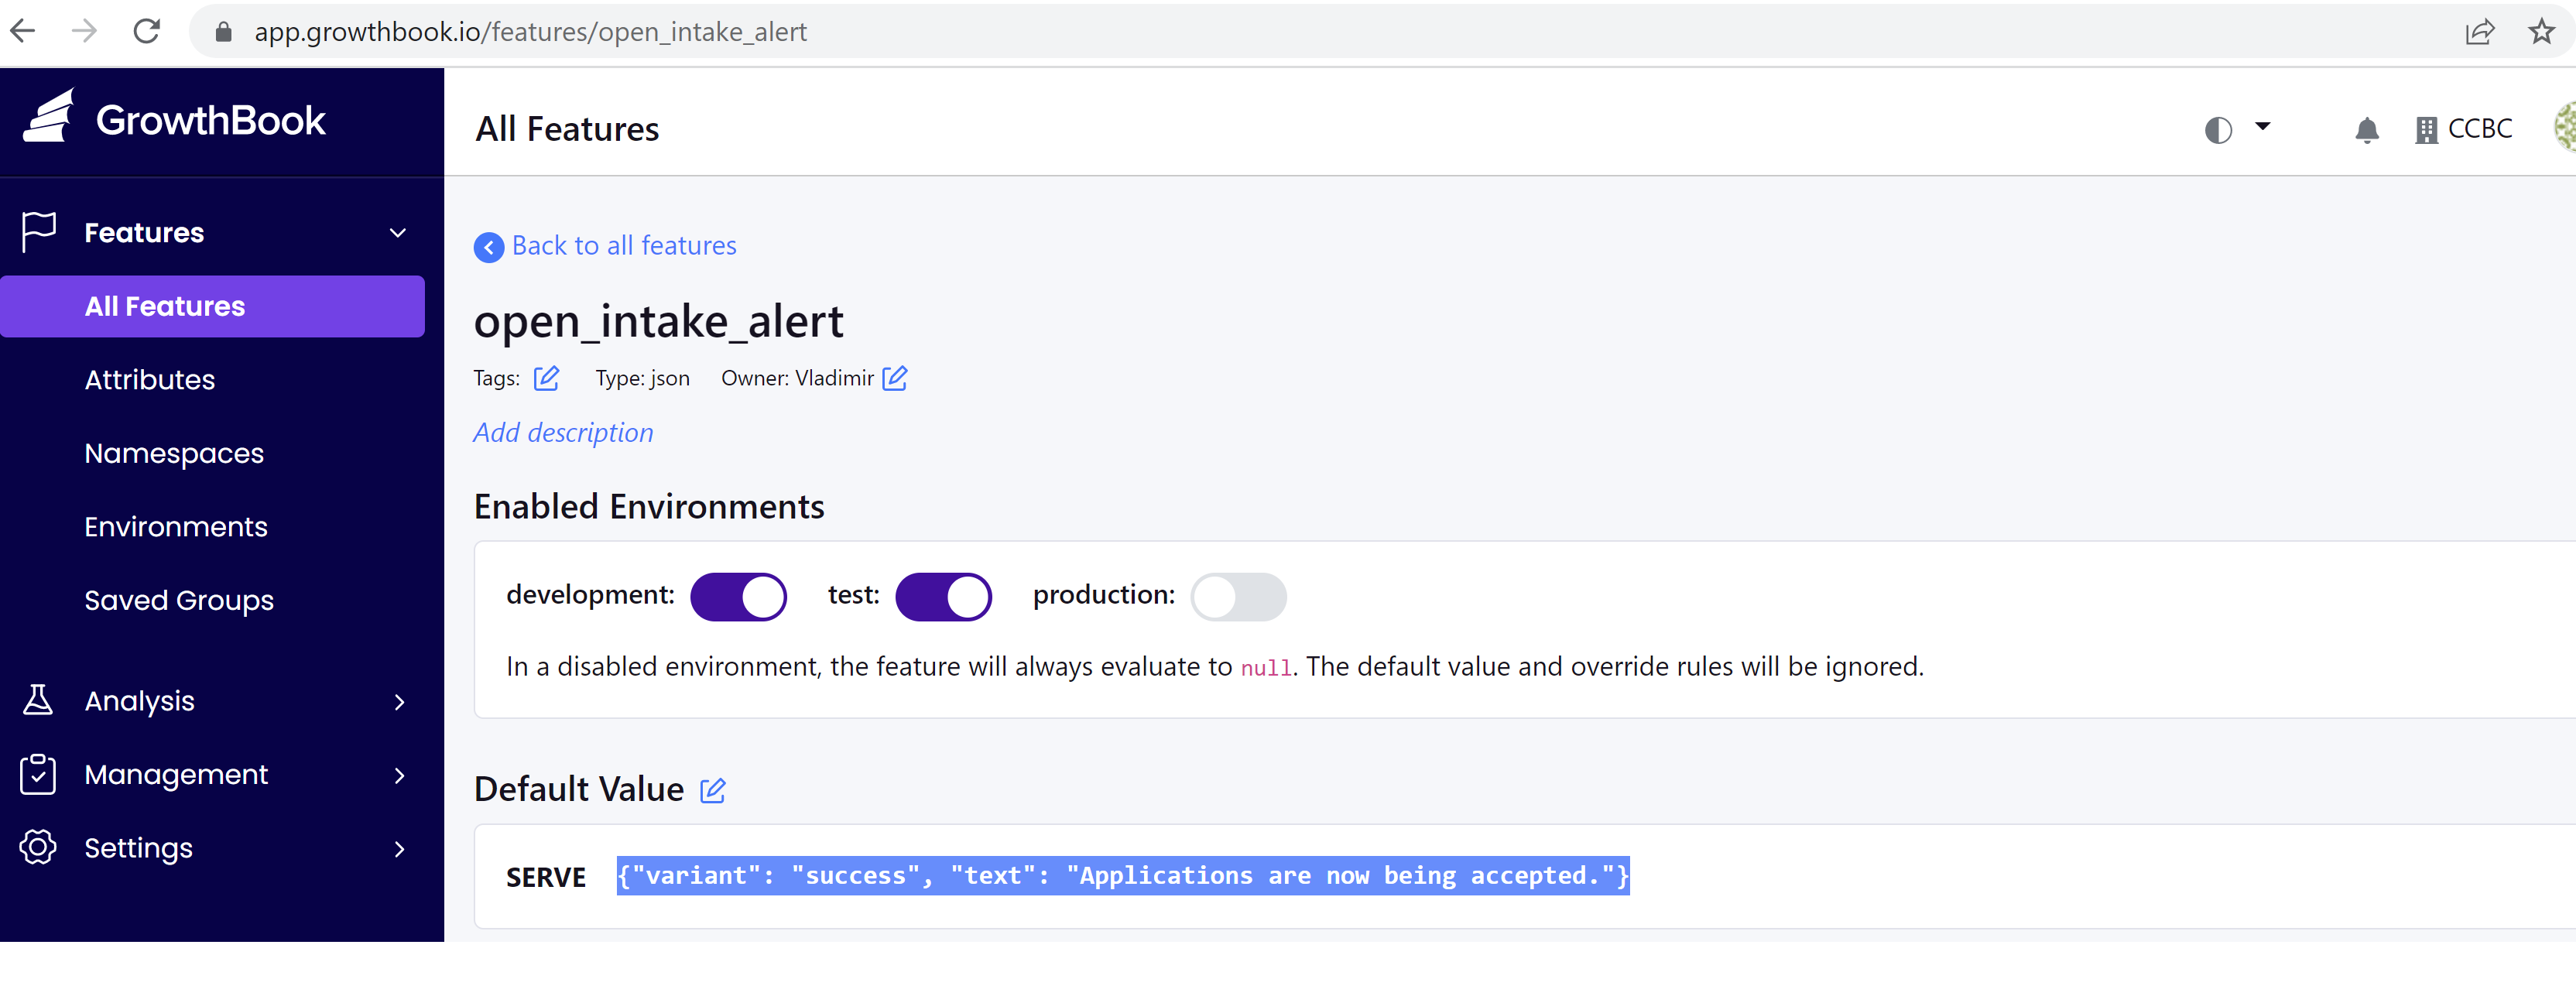 app.growthbook.io/features/open_intake_alert
GrowthBook
All Features
CCBC
Features
All Features
Attributes
Namespaces
Environments
Saved Groups
Analysis
Management
Settings
Back to all features
open_intake_alert
Tags: Type: json Owner: Vladimir
Add description
Enabled Environments
development: test: production:
In a disabled environment, the feature will always evaluate to null. The default value and override rules will be ignored.
Default Value
SERVE {"variant": "success", "text": "Applications are now being accepted."}